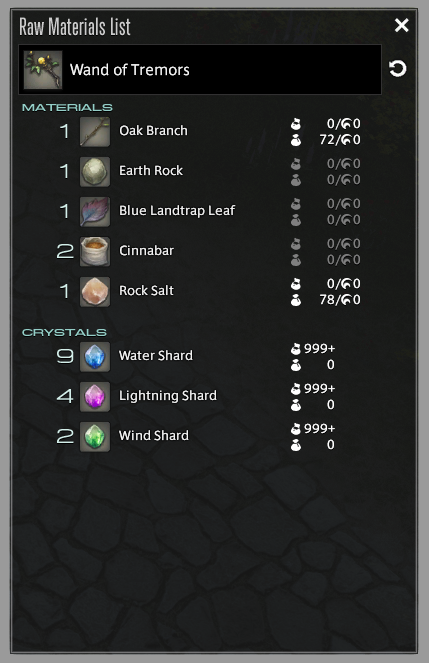 Raw Materials List
Wand of Tremors
MATERIALS
1 Oak Branch 0/0
72/0
1 Earth Rock 0/0
0/0
1 Blue Landtrap Leaf 0/0
0/0
2 Cinnabar 0/0
0/0
1 Rock Salt 0/0
78/0
CRYSTALS
9 Water Shard 999+
0
4 Lightning Shard 999+
0
2 Wind Shard 999+
0